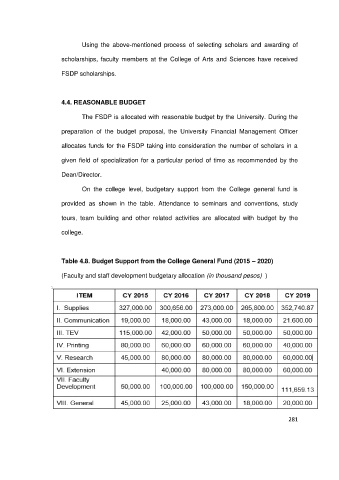 Using the above-mentioned process of selecting scholars and awarding of
scholarships, faculty members at the College of Arts and Sciences have received
FSDP scholarships.
4.4. REASONABLE BUDGET
The FSDP is allocated with reasonable budget by the University. During the
preparation of the budget proposal, the University Financial Management Officer
allocates funds for the FSDP taking into consideration the number of scholars in a
given field of specialization for a particular period of time as recommended by the
Dean/Director.
On the college level, budgetary support from the College general fund is
provided as shown in the table. Attendance to seminars and conventions, study
tours, team building and other related activities are allocated with budget by the
college.
Table 4.8. Budget Support from the College General Fund (2015 – 2020)
(Faculty and staff development budgetary allocation (in thousand pesos) )
ITEM CY 2015 CY 2016 CY 2017 CY 2018 CY 2019
I. Supplies 327,000.00 300,656.00 273,000.00 265,800.00 352,740.87
II. Communication 19,000.00 18,000.00 43,000.00 18,000.00 21.600.00
III. TEV 115,000.00 42,000.00 50,000.00 50,000.00 50,000.00
IV. Printing 80,000.00 60,000.00 60,000.00 60,000.00 40,000.00
V. Research 45,000.00 80,000.00 80,000.00 80,000.00 60,000.00
VI. Extension 40,000.00 80,000.00 80,000.00 60,000.00
VII. Faculty
Development 50,000.00 100,000.00 100,000.00 150,000.00 111,659.13
VIII. General 45,000.00 25,000.00 43,000.00 18,000.00 20,000.00
281